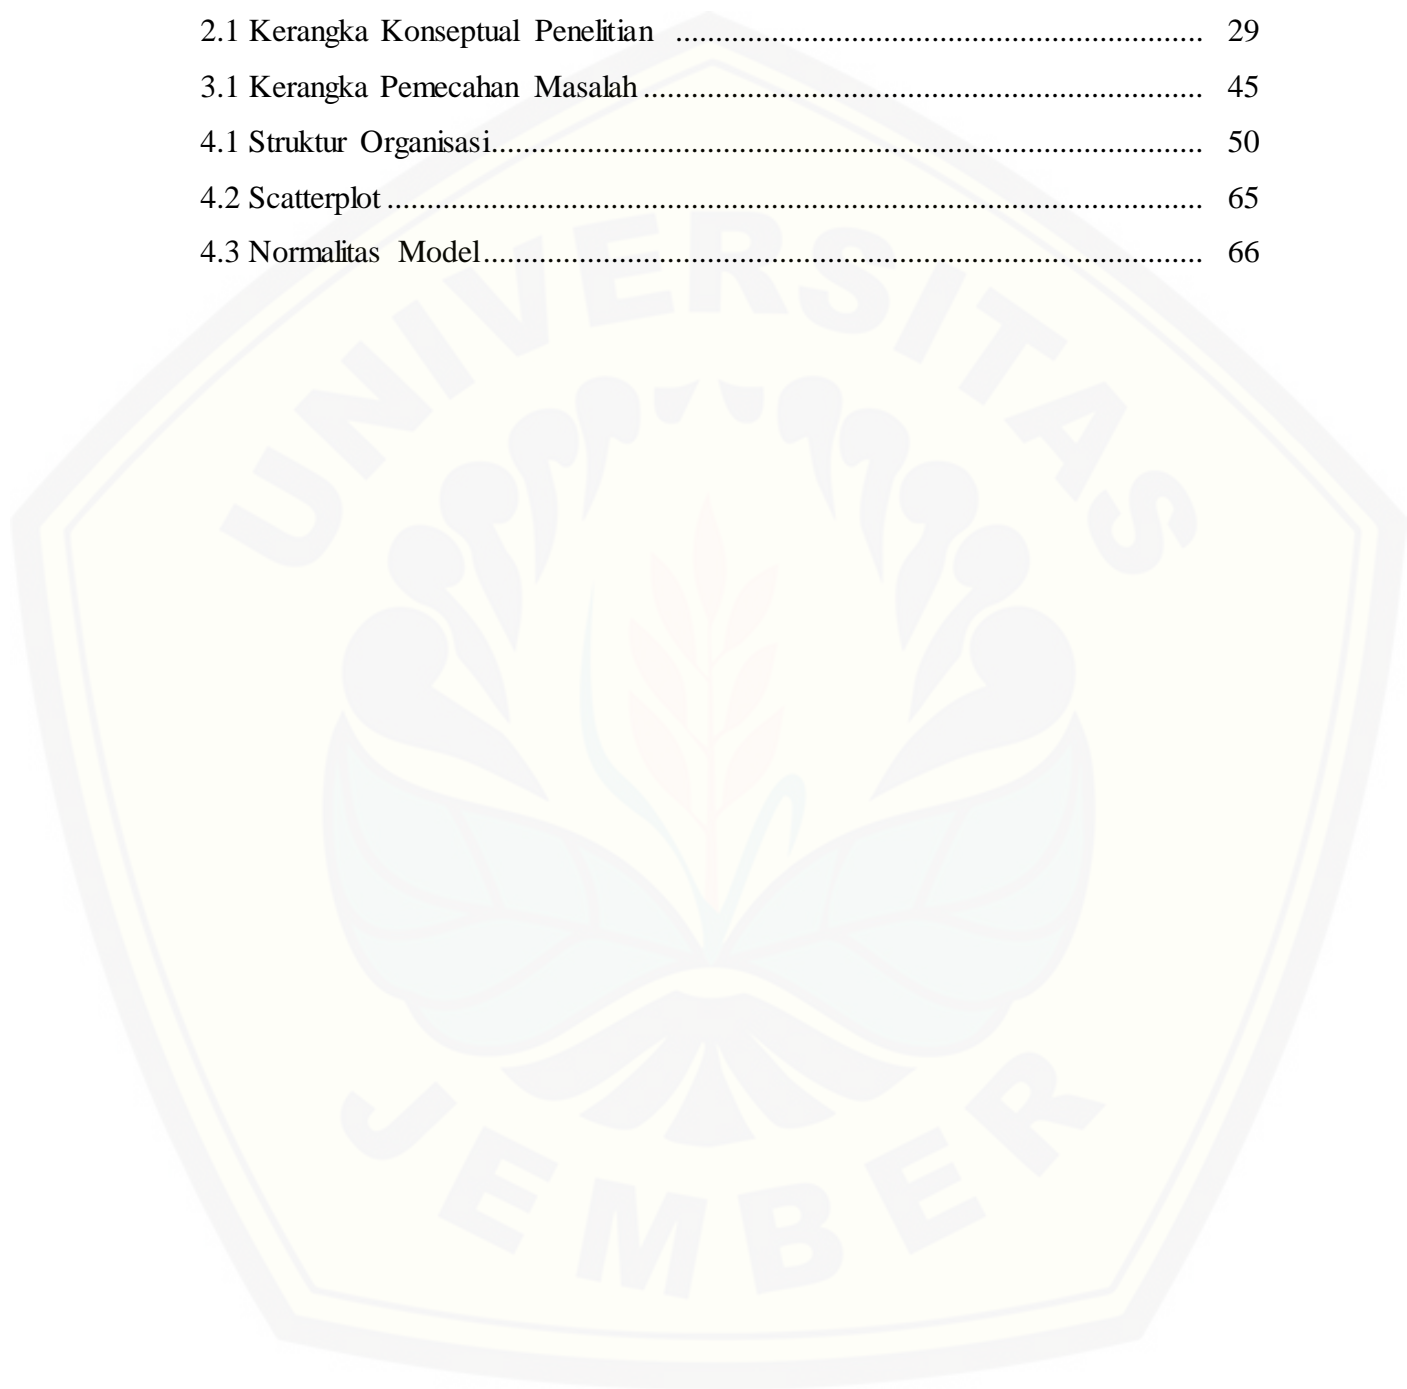 2.1 Kerangka Konseptual Penelitian ................................................................. 29
3.1 Kerangka Pemecahan Masalah ..................................................................... 45
4.1 Struktur Organisasi........................................................................................ 50
4.2 Scatterplot ..................................................................................................... 65
4.3 Normalitas Model......................................................................................... 66
UNIVERSITAS
JEMBER